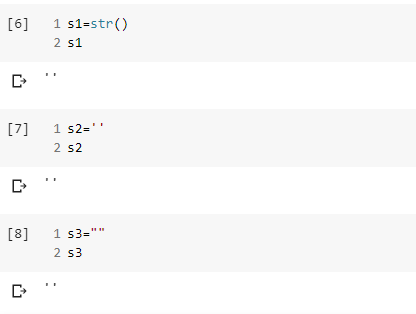 [6] 1 s1=str()
2 s1
''
[7] 1 s2=''
2 s2
''
[8] 1 s3=""
2 s3
''